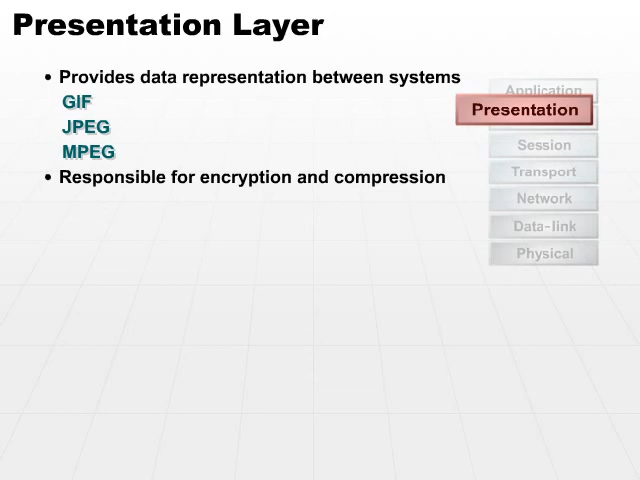 Presentation Layer
• Provides data representation between systems
GIF
JPEG
MPEG
• Responsible for encryption and compression
Application
Presentation
Session
Transport
Network
Data-link
Physical